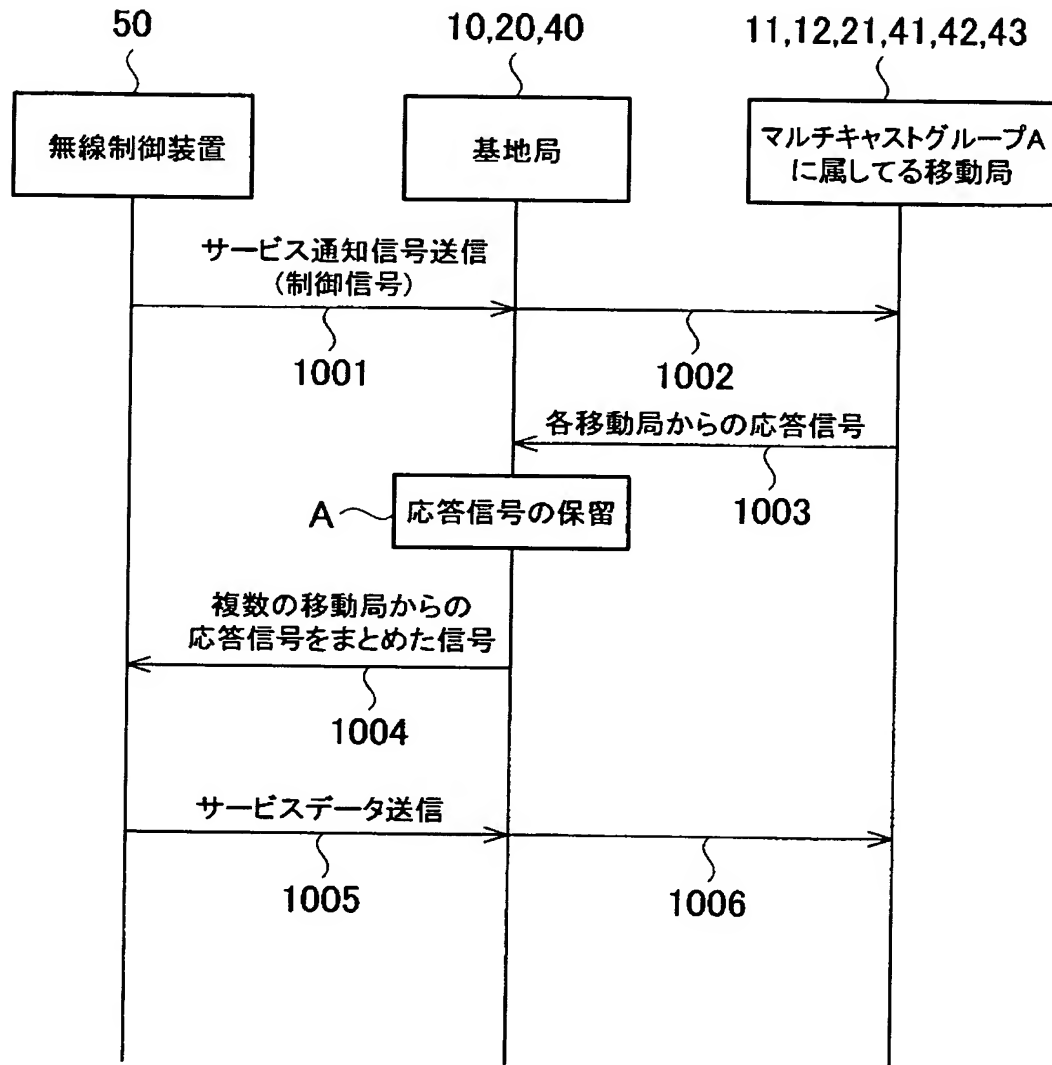 50
10,20,40
11,12,21,41,42,43
無線制御装置
基地局
マルチキャストグループA
に属してる移動局
サービス通知信号送信
(制御信号)
1001
1002
各移動局からの応答信号
1003
A
応答信号の保留
複数の移動局からの
応答信号をまとめた信号
1004
サービスデータ送信
1005
1006